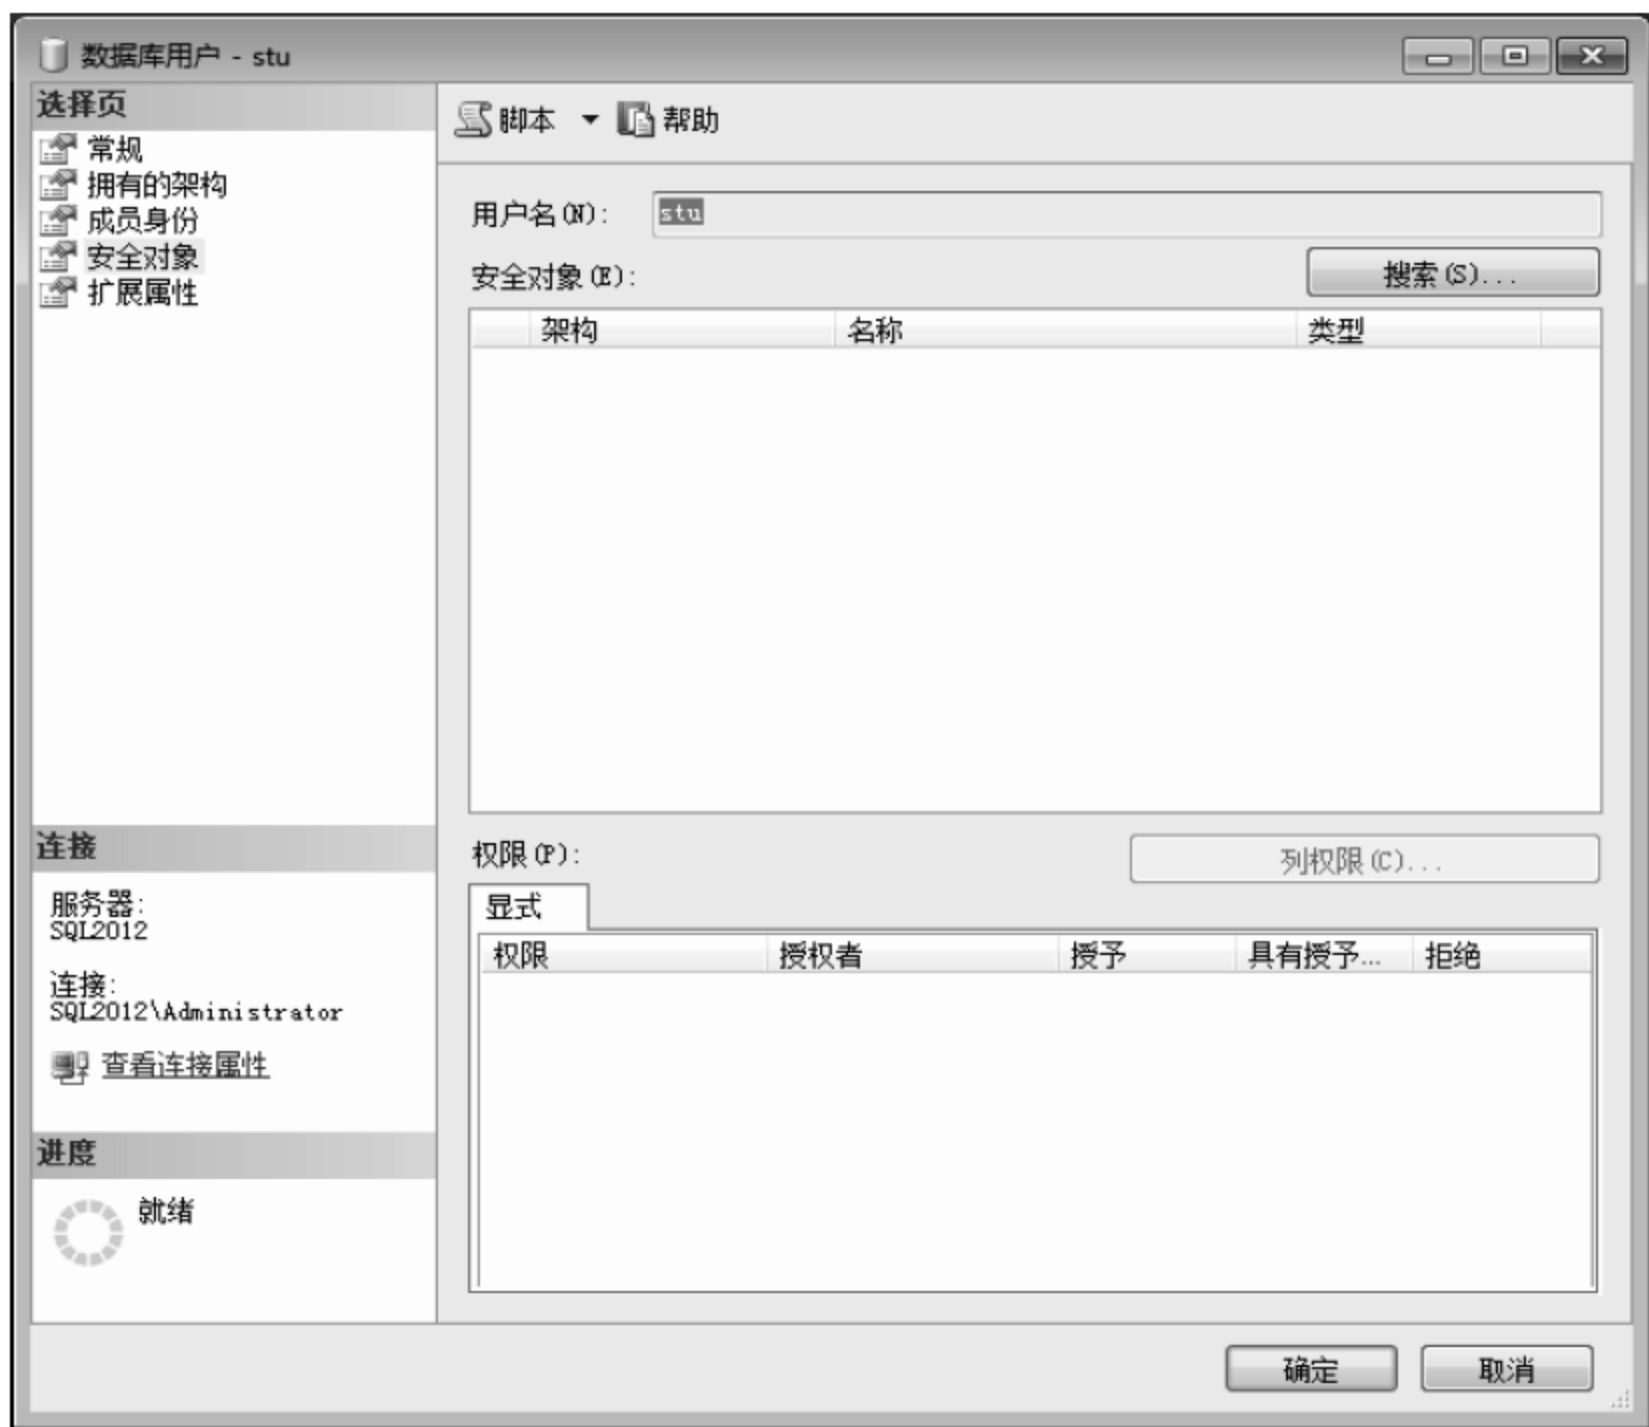 数据库用户 - stu
选择页
常规
拥有的架构
成员身份
安全对象
扩展属性
脚本 帮助
用户名(N): stu
安全对象(E): 搜索(S)...
架构 名称 类型
权限(P): 列权限(C)...
显式
权限 授权者 授予 具有授予... 拒绝
连接
服务器:
SQL2012
连接:
SQL2012\Administrator
查看连接属性
进度
就绪
确定 取消